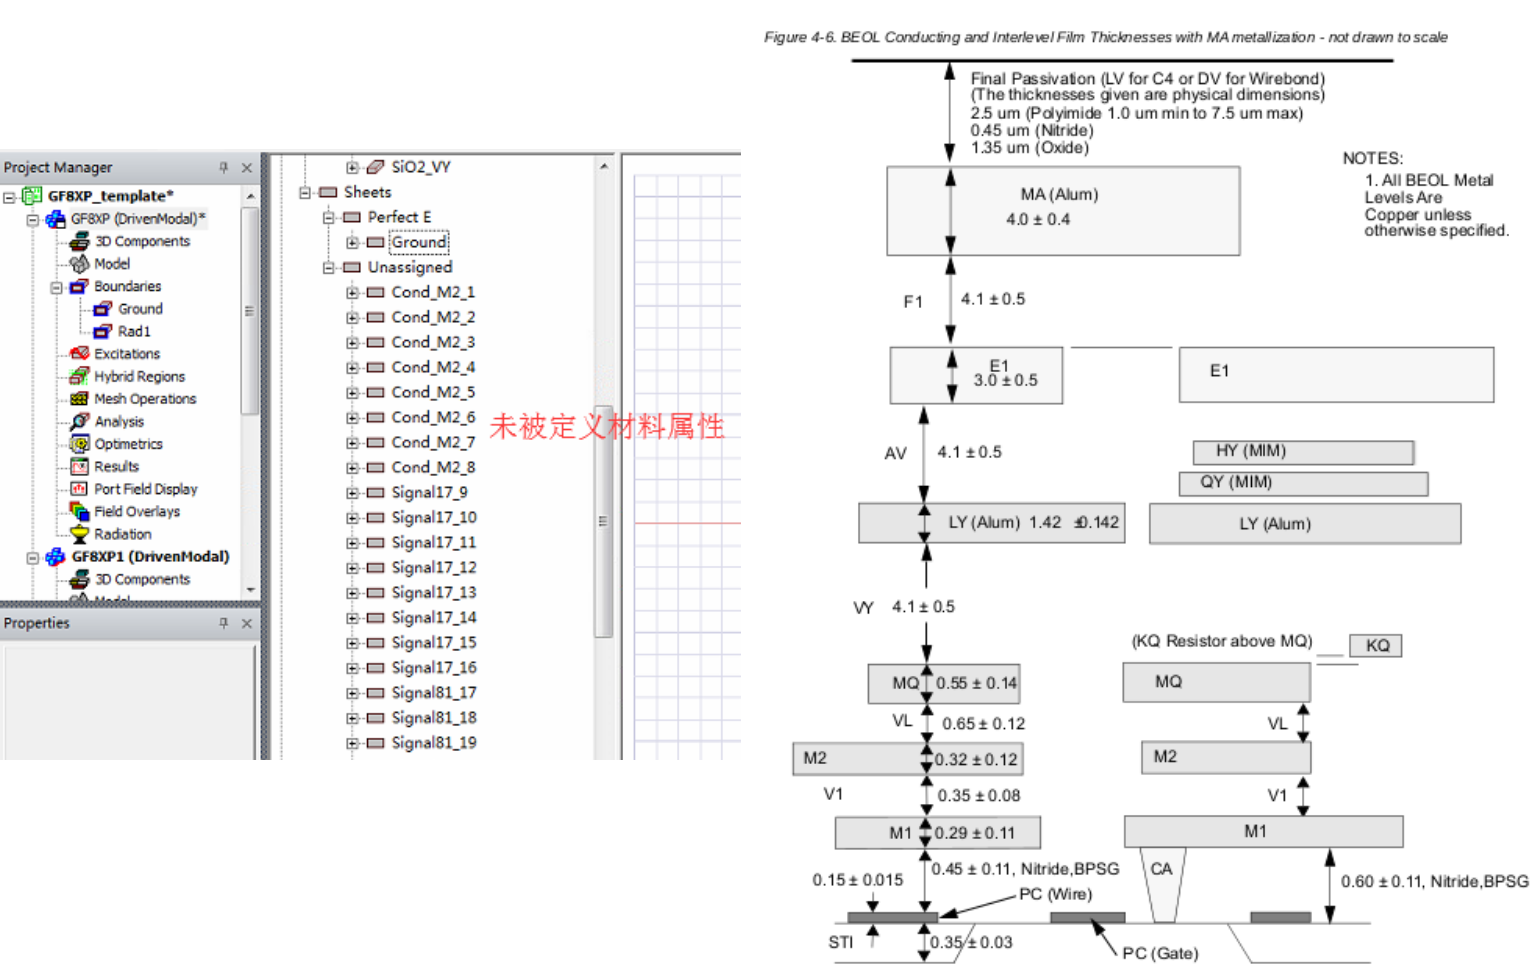 Project Manager
GF8XP_template*
GF8XP (DrivenModal)*
3D Components
Model
Boundaries
Ground
Rad1
Excitations
Hybrid Regions
Mesh Operations
Analysis
Optimetrics
Results
Port Field Display
Field Overlays
Radiation
GF8XP1 (DrivenModal)
3D Components
Model
Properties
SiO2_VY
Sheets
Perfect E
Ground
Unassigned
Cond_M2_1
Cond_M2_2
Cond_M2_3
Cond_M2_4
Cond_M2_5
Cond_M2_6
Cond_M2_7
Cond_M2_8
Signal17_9
Signal17_10
Signal17_11
Signal17_12
Signal17_13
Signal17_14
Signal17_15
Signal17_16
Signal81_17
Signal81_18
Signal81_19
未被定义材料属性
Figure 4-6. BEOL Conducting and Interlevel Film Thicknesses with MA metallization - not drawn to scale
Final Passivation (LV for C4 or DV for Wirebond)
(The thicknesses given are physical dimensions)
2.5 um (Polyimide 1.0 um min to 7.5 um max)
0.45 um (Nitride)
1.35 um (Oxide)
NOTES:
1. All BEOL Metal
Levels Are
Copper unless
otherwise specified.
MA (Alum)
4.0 ± 0.4
F1 4.1 ± 0.5
E1
3.0 ± 0.5
E1
AV 4.1 ± 0.5
HY (MIM)
QY (MIM)
LY (Alum) 1.42 ±0.142
LY (Alum)
VY 4.1 ± 0.5
(KQ Resistor above MQ)
KQ
MQ 0.55 ± 0.14
MQ
VL 0.65 ± 0.12
VL
M2 0.32 ± 0.12
M2
V1 0.35 ± 0.08
V1
M1 0.29 ± 0.11
M1
0.15 ± 0.015
0.45 ± 0.11, Nitride,BPSG
CA
0.60 ± 0.11, Nitride,BPSG
PC (Wire)
STI
0.35 ± 0.03
PC (Gate)